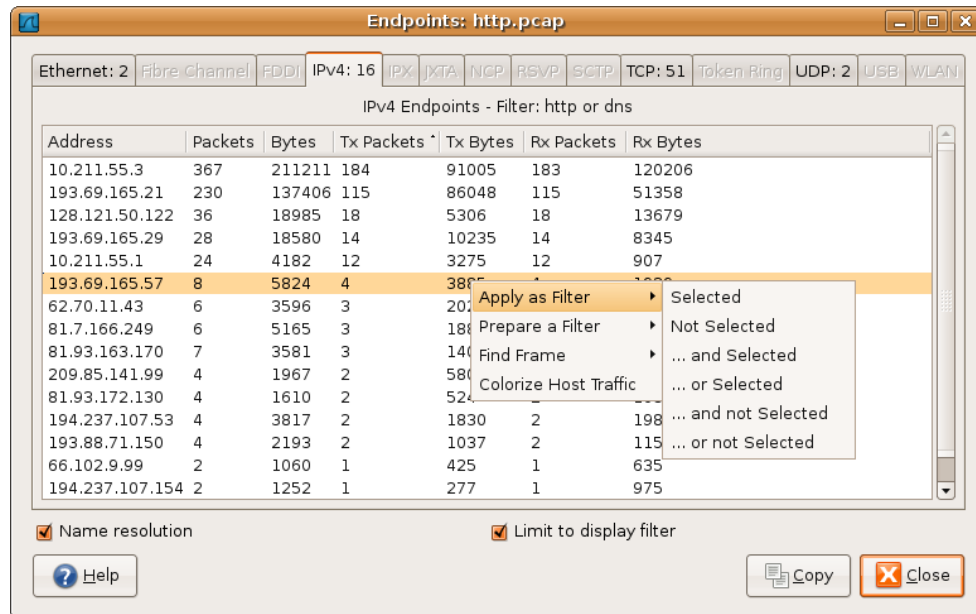 Endpoints: http.pcap
Ethernet: 2 Fibre Channel FDDI IPv4: 16 IPX JXTA NCP RSVP SCTP TCP: 51 Token Ring UDP: 2 USB WLAN
IPv4 Endpoints - Filter: http or dns
Address Packets Bytes Tx Packets Tx Bytes Rx Packets Rx Bytes
10.211.55.3 367 211211 184 91005 183 120206
193.69.165.21 230 137406 115 86048 115 51358
128.121.50.122 36 18985 18 5306 18 13679
193.69.165.29 28 18580 14 10235 14 8345
10.211.55.1 24 4182 12 3275 12 907
193.69.165.57 8 5824 4
62.70.11.43 6 3596 3
81.7.166.249 6 5165 3
81.93.163.170 7 3581 3
209.85.141.99 4 1967 2
81.93.172.130 4 1610 2
194.237.107.53 4 3817 2 1830 2
193.88.71.150 4 2193 2 1037 2
66.102.9.99 2 1060 1 425 1 635
194.237.107.154 2 1252 1 277 1 975
Apply as Filter
Prepare a Filter
Find Frame
Colorize Host Traffic
Selected
Not Selected
... and Selected
... or Selected
... and not Selected
... or not Selected
Name resolution
Limit to display filter
Help
Copy
Close